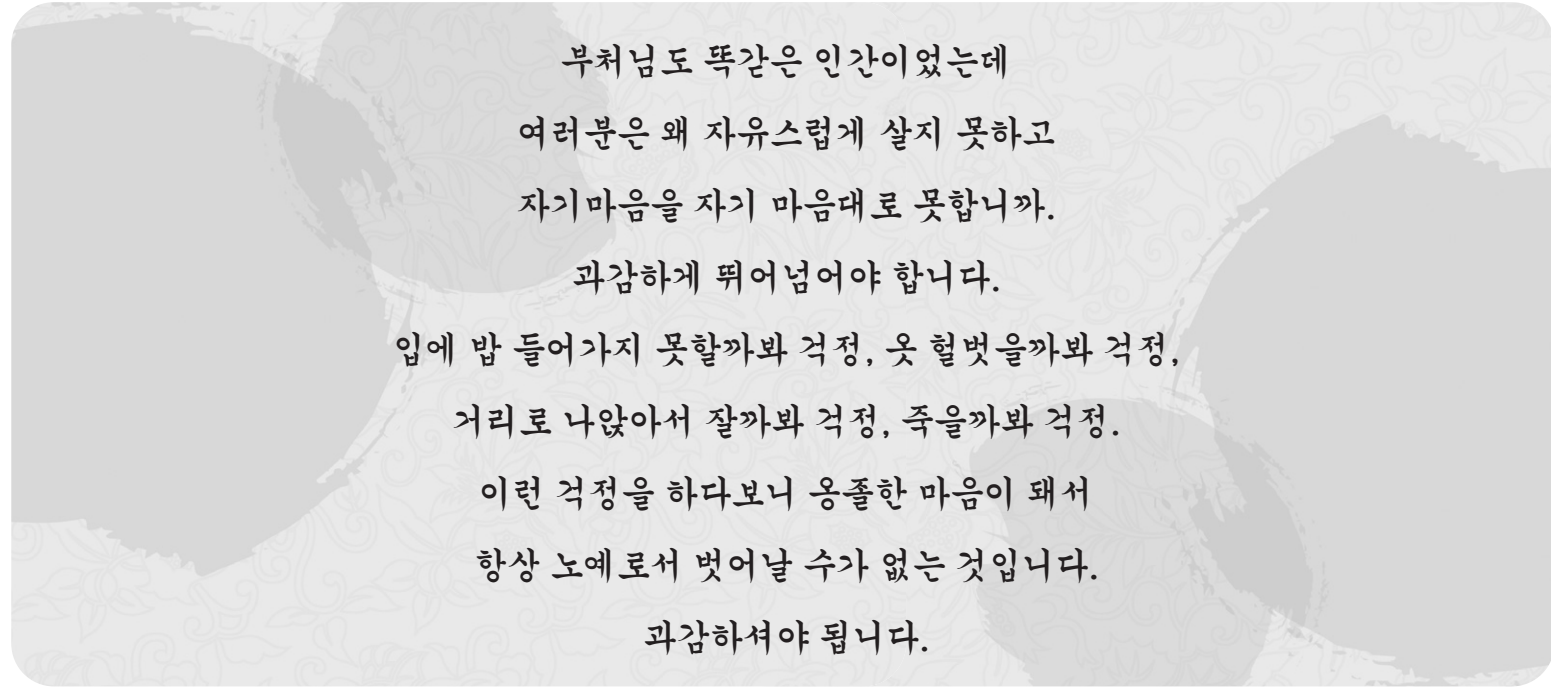 부처님도 똑같은 인간이었는데
여러분은 왜 자유스럽게 살지 못하고
자기마음을 자기 마음대로 못합니까.
과감하게 뛰어넘어야 합니다.
입에 밥 들어가지 못할까봐 걱정, 옷 헐벗을까봐 걱정,
거리로 나앉아서 잘까봐 걱정, 죽을까봐 걱정.
이런 걱정을 하다보니 옹졸한 마음이 돼서
항상 노예로서 벗어날 수가 없는 것입니다.
과감하셔야 됩니다.